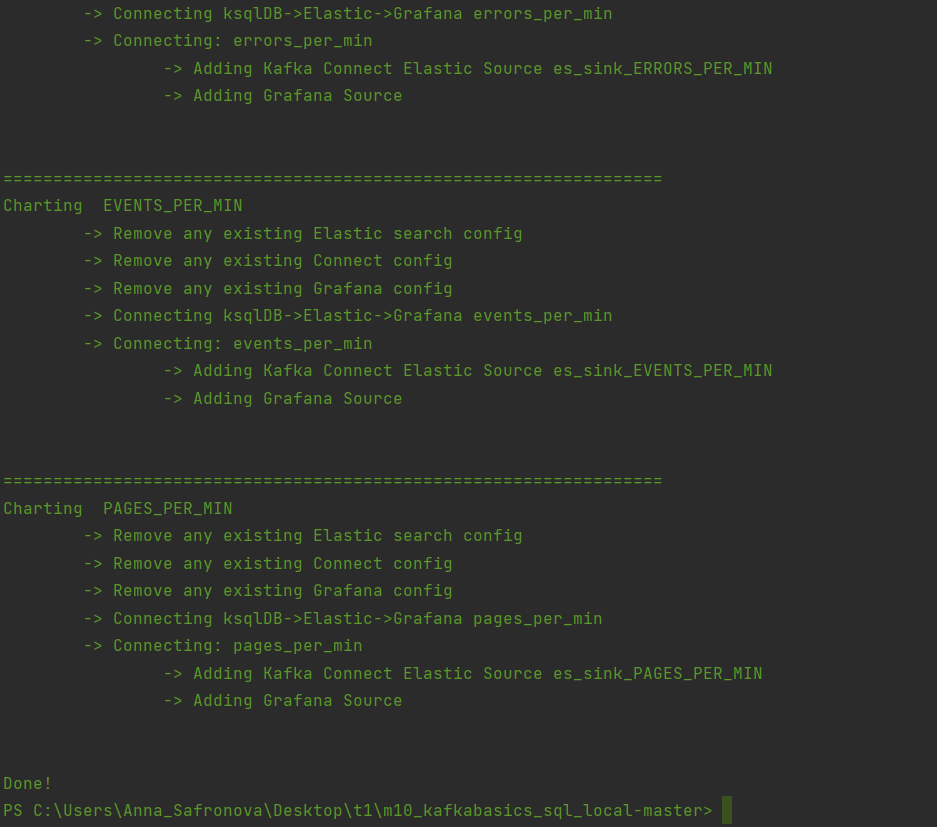 -> Connecting ksqlDB->Elastic->Grafana errors_per_min
-> Connecting: errors_per_min
-> Adding Kafka Connect Elastic Source es_sink_ERRORS_PER_MIN
-> Adding Grafana Source
==================================================================
Charting  EVENTS_PER_MIN
-> Remove any existing Elastic search config
-> Remove any existing Connect config
-> Remove any existing Grafana config
-> Connecting ksqlDB->Elastic->Grafana events_per_min
-> Connecting: events_per_min
-> Adding Kafka Connect Elastic Source es_sink_EVENTS_PER_MIN
-> Adding Grafana Source
==================================================================
Charting  PAGES_PER_MIN
-> Remove any existing Elastic search config
-> Remove any existing Connect config
-> Remove any existing Grafana config
-> Connecting ksqlDB->Elastic->Grafana pages_per_min
-> Connecting: pages_per_min
-> Adding Kafka Connect Elastic Source es_sink_PAGES_PER_MIN
-> Adding Grafana Source
Done!
PS C:\Users\Anna_Safronova\Desktop\t1\m10_kafkabasics_sql_local-master>